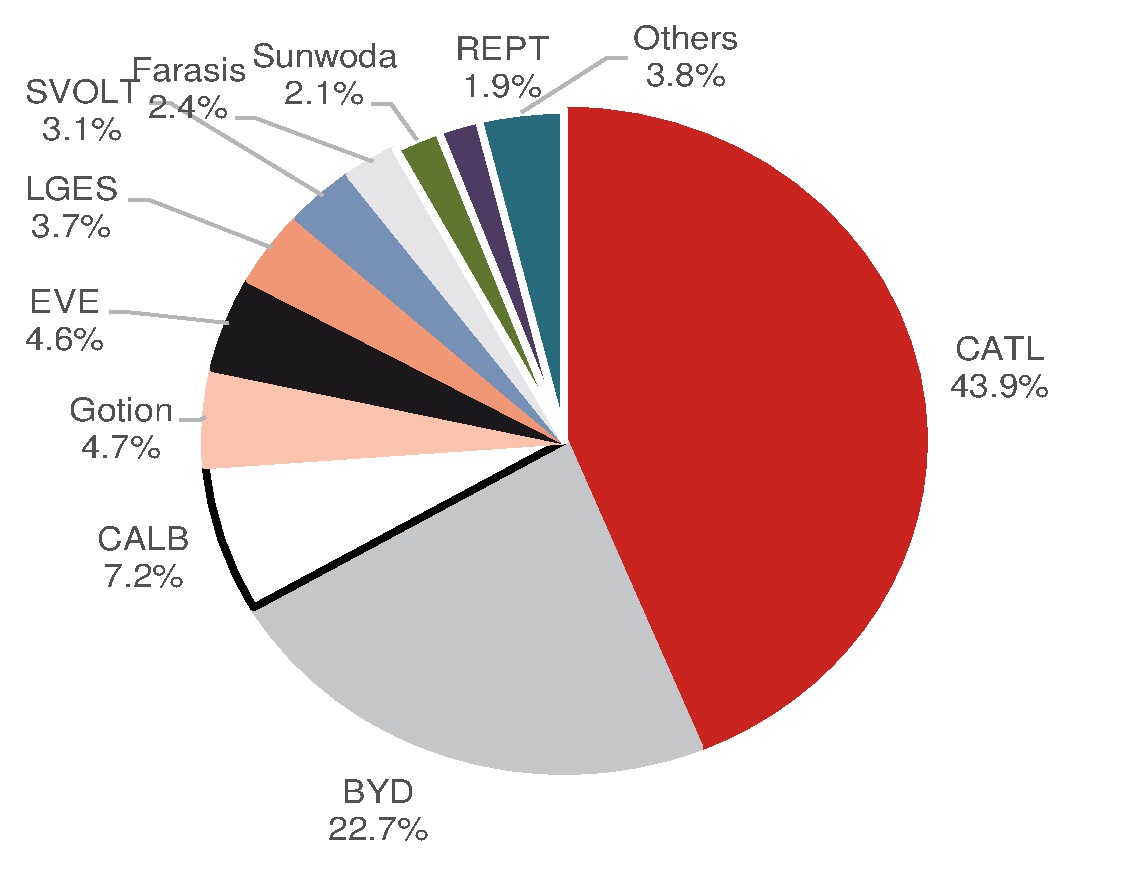 Others
3.8%
REPT
1.9%
Sunwoda
2.1%
Farasis
2.4%
SVOLT
3.1%
LGES
3.7%
EVE
4.6%
Gotion
4.7%
CALB
7.2%
BYD
22.7%
CATL
43.9%